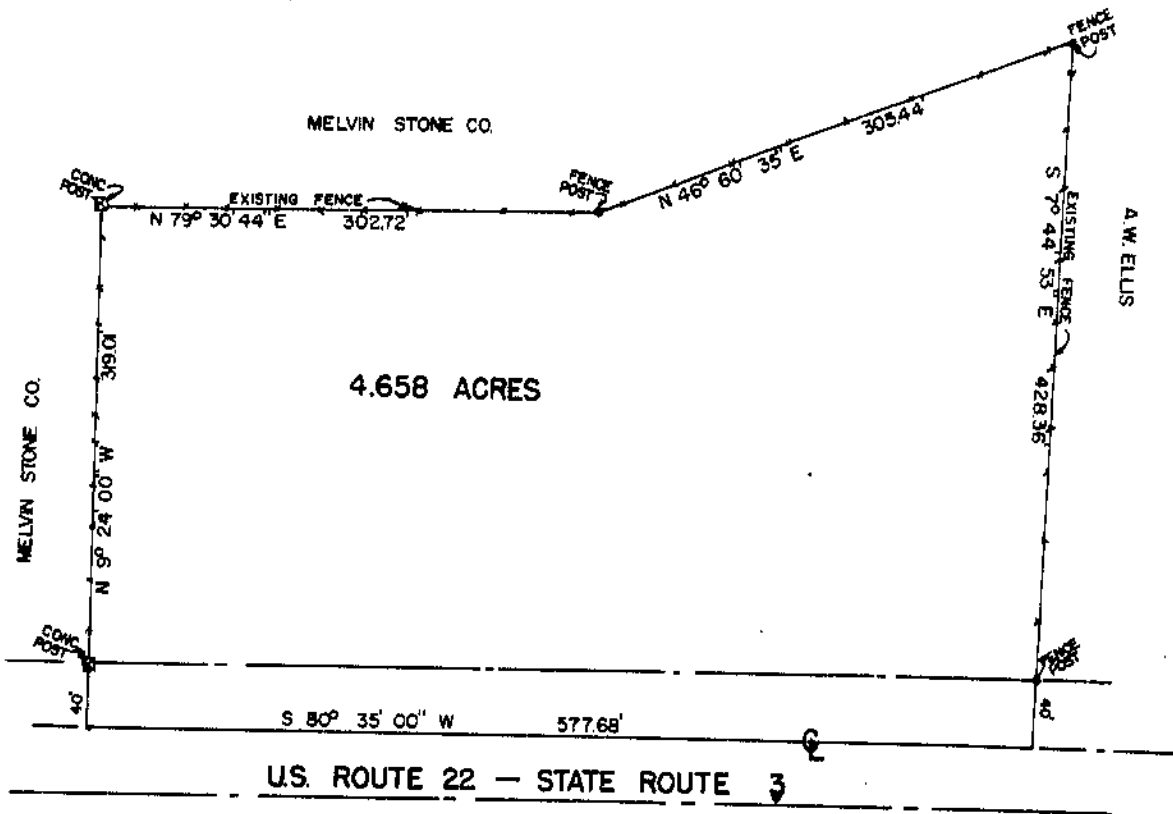 FENCE
POST
MELVIN STONE CO.
305.44'
CONC
POST
EXISTING FENCE
FENCE
POST
N 46° 60' 35" E
N 79° 30' 44" E 302.72'
S 7° 44' 53" E 428.36'
EXISTING FENCE
A.W. ELLIS
319.01'
4.658 ACRES
MELVIN STONE CO.
N 9° 24' 00" W
CONC
POST
FENCE
POST
40'
40'
S 80° 35' 00" W 577.68'
CL
U.S. ROUTE 22 — STATE ROUTE 3